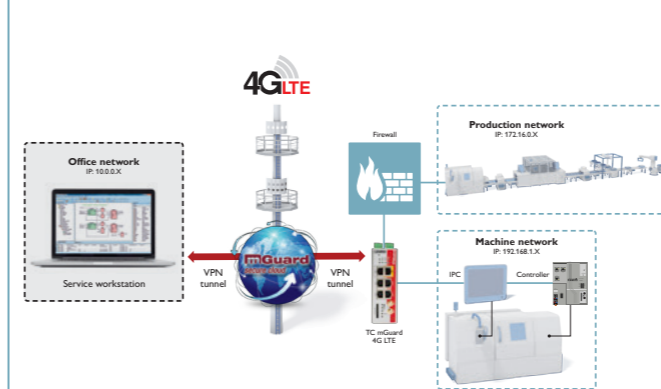 4G LTE
Firewall
Production network
IP: 172.16.0.X
Office network
IP: 10.0.0.X
mGuard
Service workstation
VPN
tunnel
VPN
tunnel
TC mGuard
4G LTE
Machine network
IP: 192.168.1.X
IPC
Controller